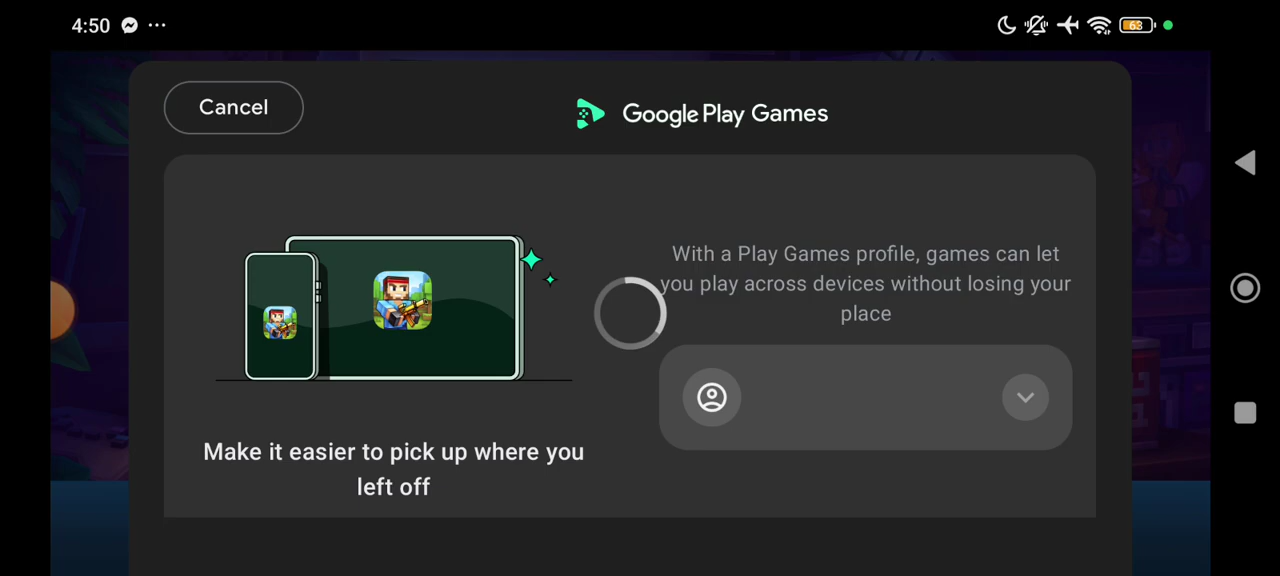 4:50
63
Cancel
Google Play Games
With a Play Games profile, games can let
you play across devices without losing your
place
Make it easier to pick up where you
left off